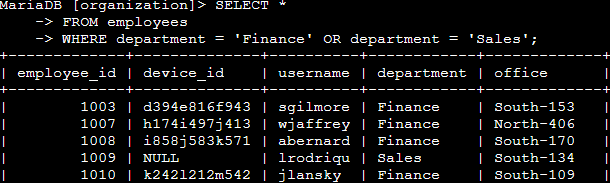 MariaDB [organization]> SELECT *
    -> FROM employees
    -> WHERE department = 'Finance' OR department = 'Sales';
+-------------+--------------+----------+------------+-------------+
| employee_id | device_id    | username | department | office      |
+-------------+--------------+----------+------------+-------------+
|        1003 | d394e816f943 | sgilmore | Finance    | South-153   |
|        1007 | h174i497j413 | wjaffrey | Finance    | North-406   |
|        1008 | i858j583k571 | abernard | Finance    | South-170   |
|        1009 | NULL         | lrodriqu | Sales      | South-134   |
|        1010 | k242l212m542 | jlansky  | Finance    | South-109   |